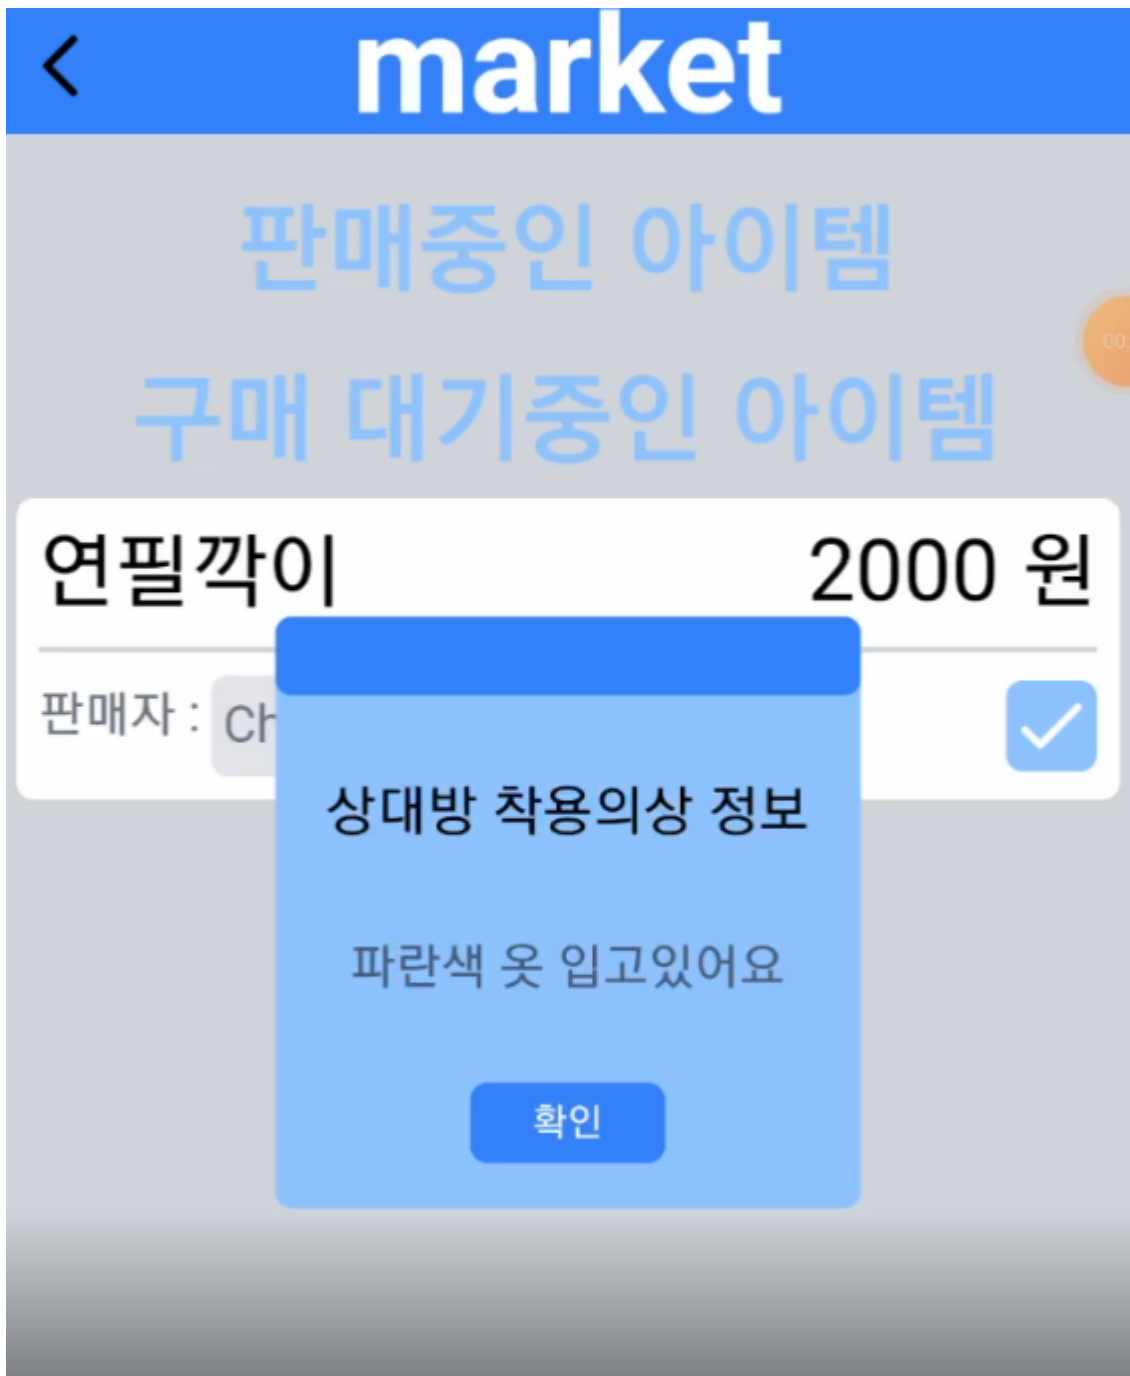 market
판매중인 아이템
구매 대기중인 아이템
연필깍이 2000 원
판매자 :
상대방 착용의상 정보
파란색 옷 입고있어요
확인